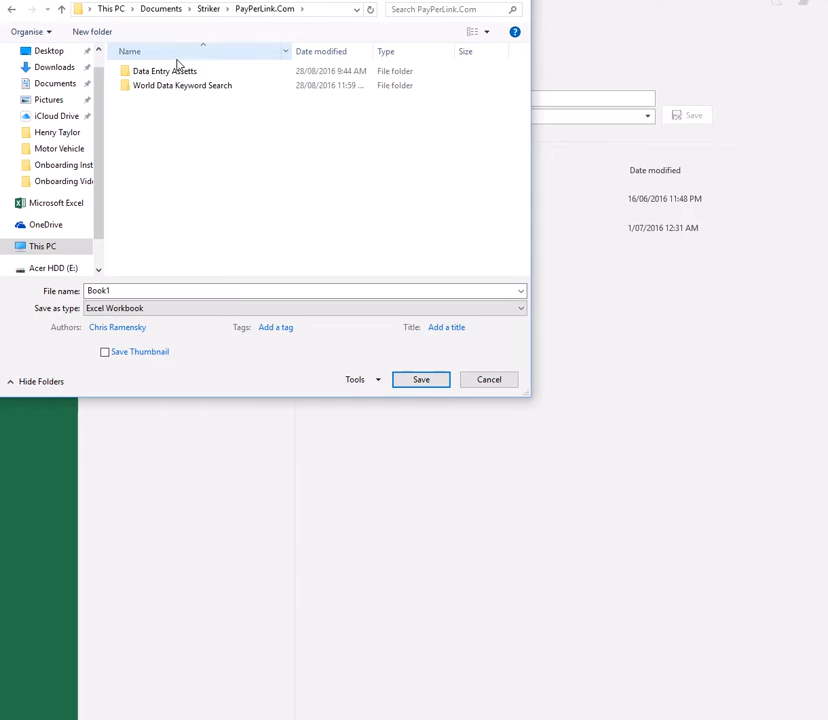 This PC › Documents › Striker › PayPerLink.Com ›
Search PayPerLink.Com
Organise
New folder
Name
Date modified
Type
Size
Desktop
Downloads
Documents
Pictures
iCloud Drive
Henry Taylor
Motor Vehicle
Onboarding Inst
Onboarding Vid
Microsoft Excel
OneDrive
This PC
Acer HDD (E:)
Data Entry Assetts
28/08/2016 9:44 AM
File folder
World Data Keyword Search
28/08/2016 11:59 ...
File folder
File name: Book1
Save as type: Excel Workbook
Authors: Chris Ramensky
Tags: Add a tag
Title: Add a title
Save Thumbnail
Hide Folders
Tools
Save
Cancel
Save
Date modified
16/06/2016 11:48 PM
1/07/2016 12:31 AM